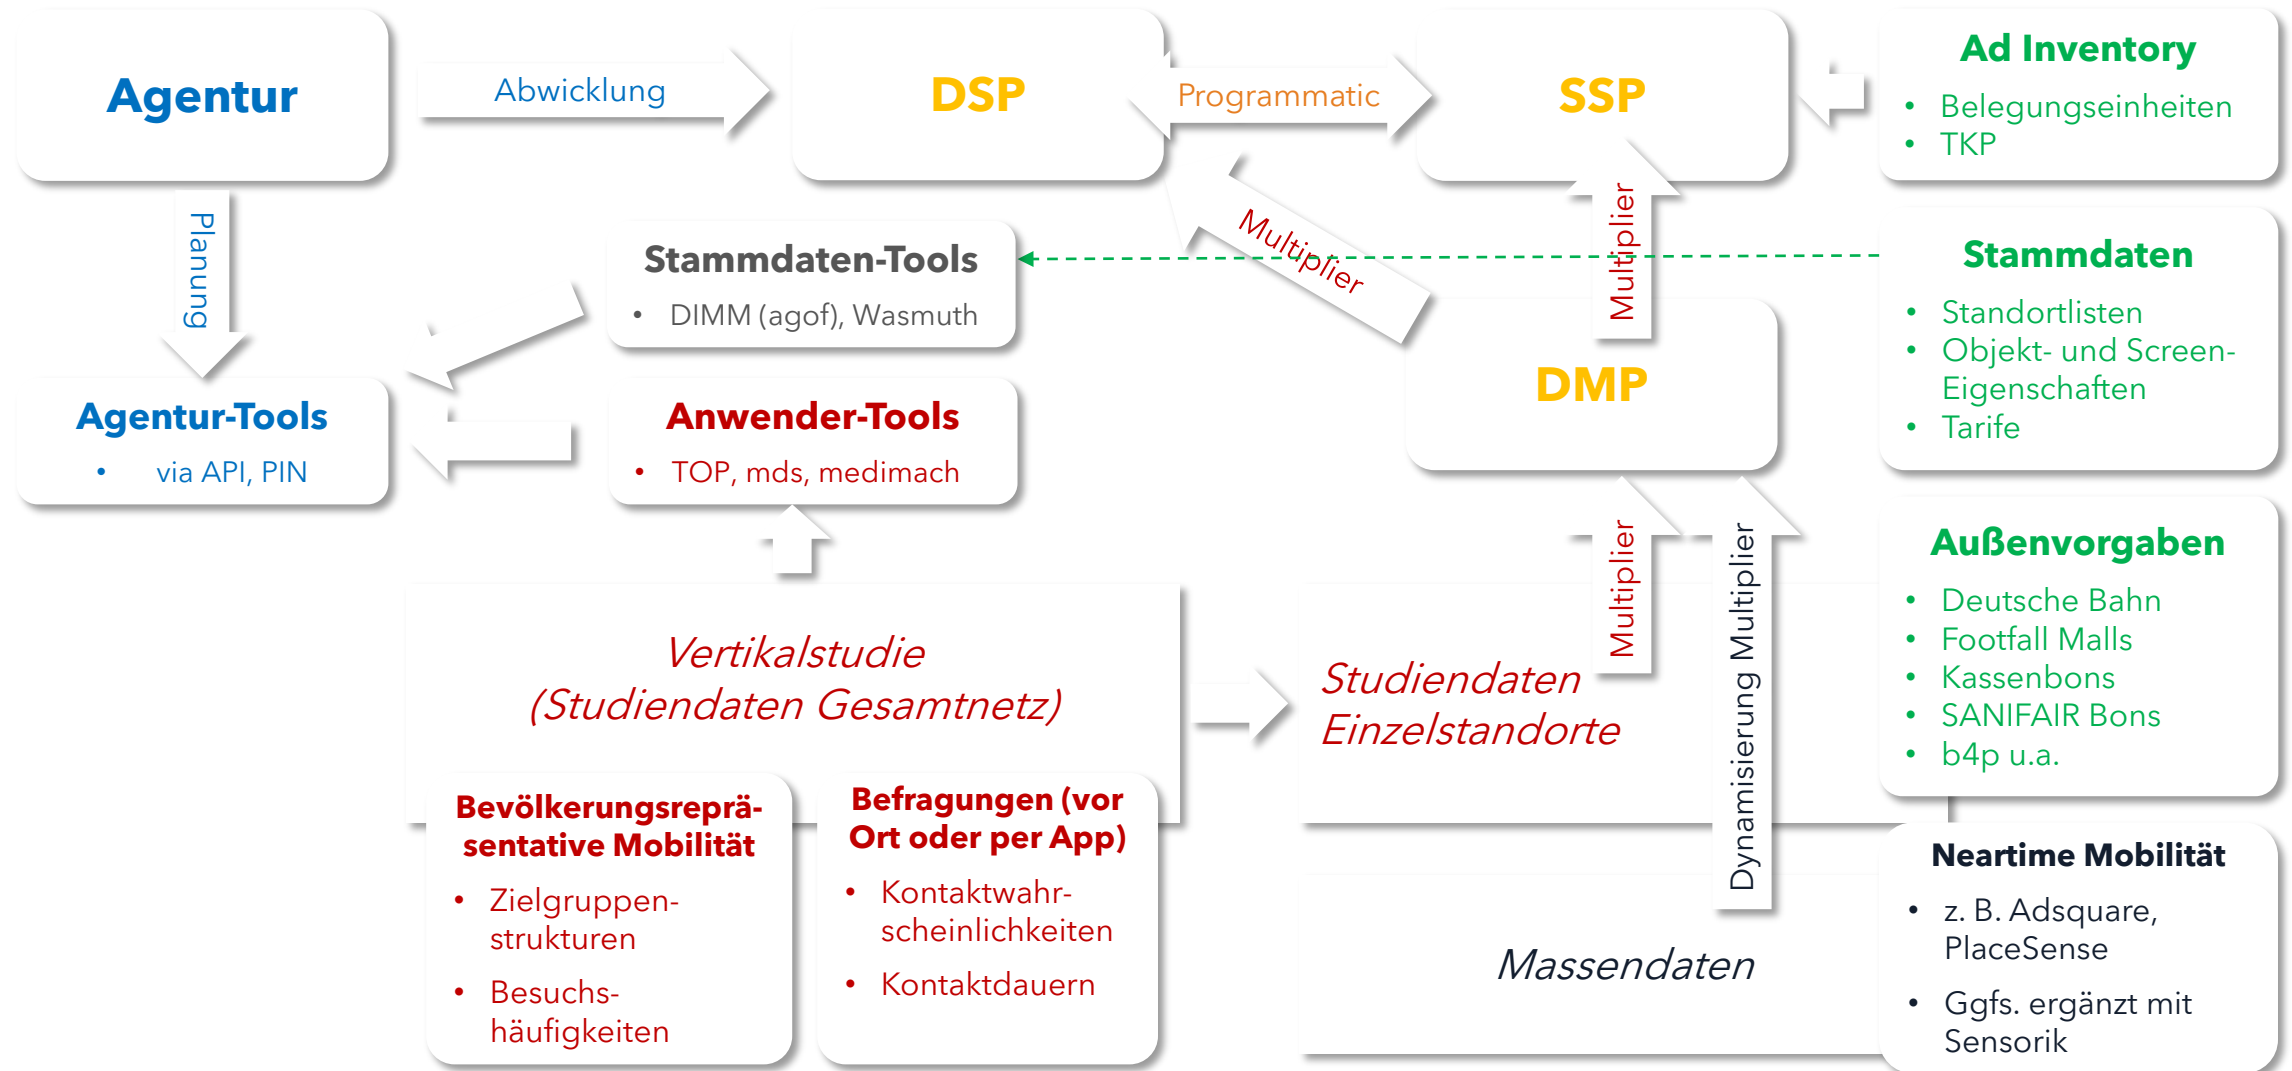 Agentur
Abwicklung
DSP
Programmatic
SSP
Ad Inventory
• Belegungseinheiten
• TKP
Planung
Stammdaten-Tools
• DIMM (agof), Wasmuth
Multiplier
Multiplier
Stammdaten
• Standortlisten
• Objekt- und Screen-
Eigenschaften
• Tarife
Agentur-Tools
• via API, PIN
Anwender-Tools
• TOP, mds, medimach
DMP
Außenvorgaben
• Deutsche Bahn
• Footfall Malls
• Kassenbons
• SANIFAIR Bons
• b4p u.a.
Vertikalstudie
(Studiendaten Gesamtnetz)
Studiendaten
Einzelstandorte
Multiplier
Dynamisierung Multiplier
Bevölkerungsreprä-
sentative Mobilität
• Zielgruppen-
strukturen
• Besuchs-
häufigkeiten
Befragungen (vor
Ort oder per App)
• Kontaktwahr-
scheinlichkeiten
• Kontaktdauern
Massendaten
Neartime Mobilität
• z. B. Adsquare,
PlaceSense
• Ggfs. ergänzt mit
Sensorik